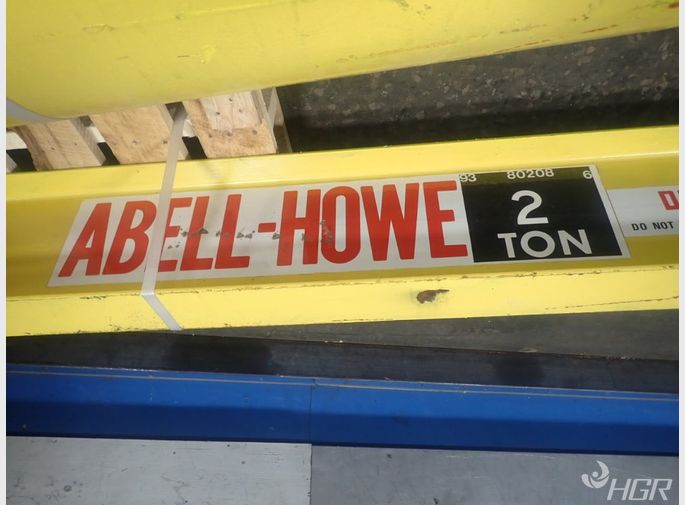 ABELL-HOWE
93 80208 6
2
TON
DO NOT
HGR